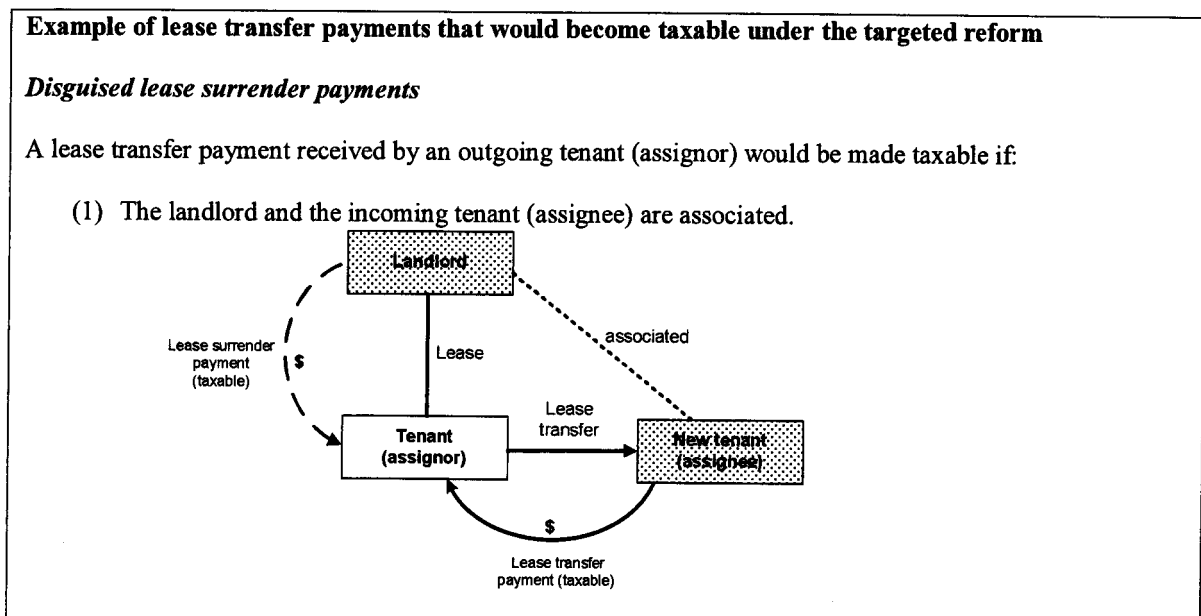 Example of lease transfer payments that would become taxable under the targeted reform
Disguised lease surrender payments
A lease transfer payment received by an outgoing tenant (assignor) would be made taxable if:
(1) The landlord and the incoming tenant (assignee) are associated.
Landlord
associated
Lease surrender
payment
(taxable)
$
Lease
Lease
transfer
Tenant
(assignor)
New tenant
(assignee)
$
Lease transfer
payment (taxable)